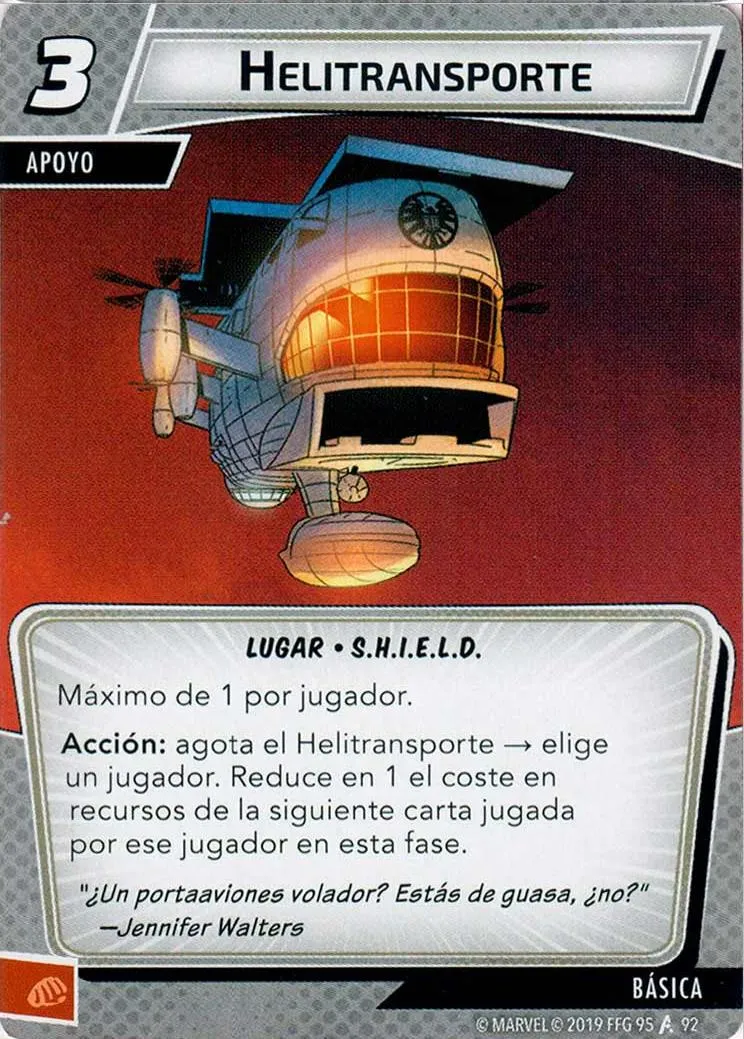 3
HELITRANSPORTE
APOYO
LUGAR • S.H.I.E.L.D.
Máximo de 1 por jugador.
Acción: agota el Helitransporte → elige
un jugador. Reduce en 1 el coste en
recursos de la siguiente carta jugada
por ese jugador en esta fase.
"¿Un portaaviones volador? Estás de guasa, ¿no?"
—Jennifer Walters
BÁSICA
© MARVEL © 2019 FFG 95 92